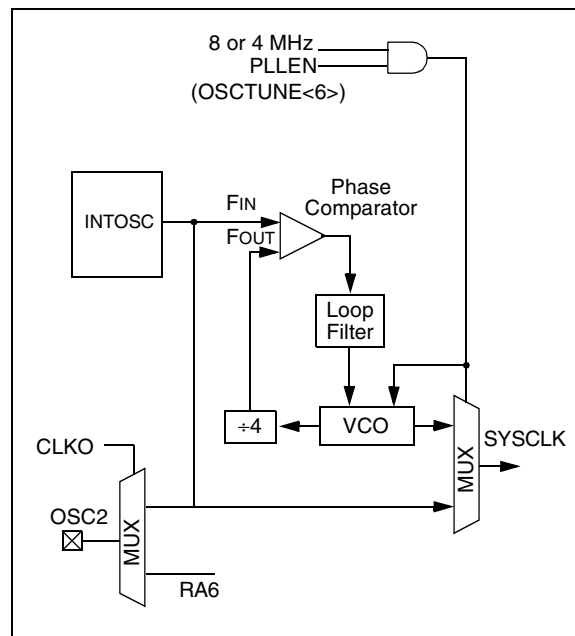 8 or 4 MHz
PLLEN
(OSCTUNE<6>)
INTOSC
FIN
FOUT
Phase
Comparator
Loop
Filter
÷4
VCO
MUX
SYSCLK
CLKO
OSC2
MUX
RA6